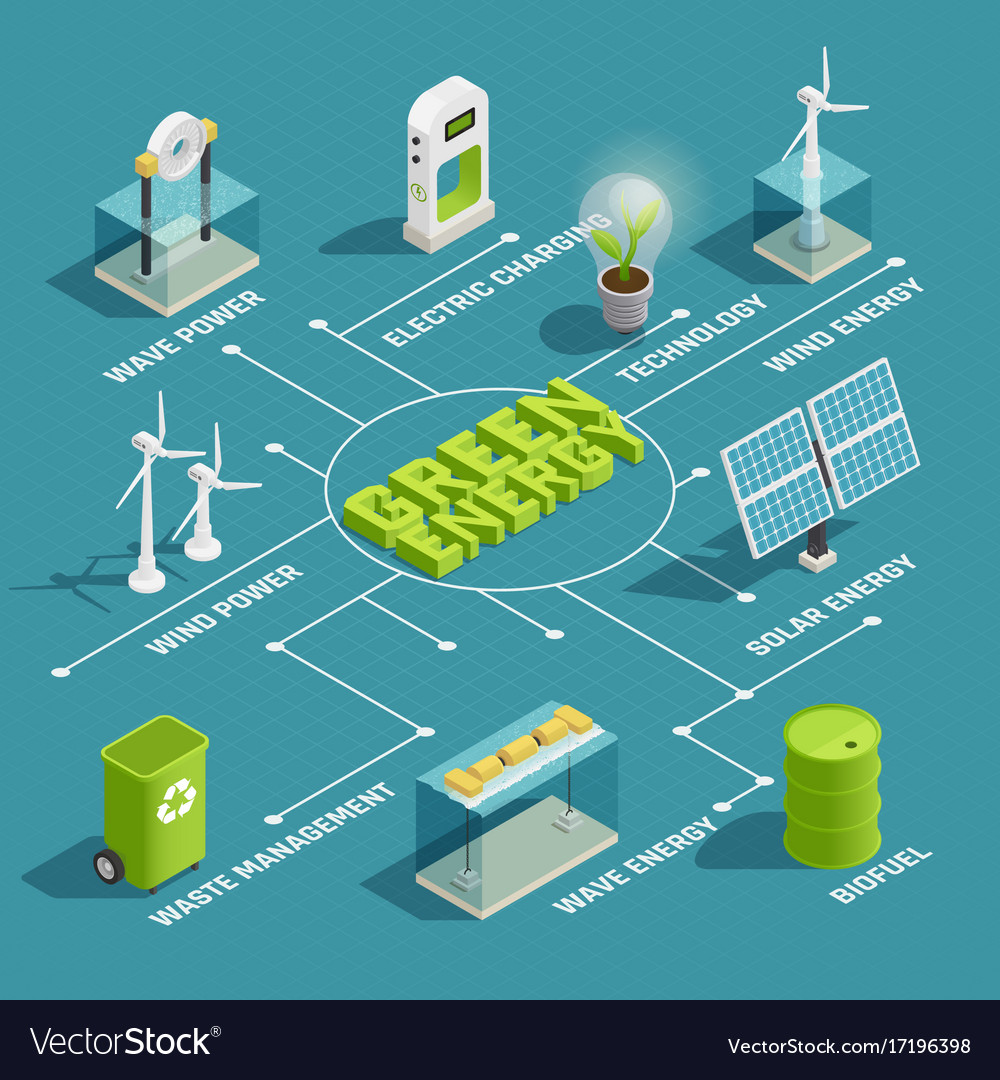 WAVE POWER
ELECTRIC CHARGING
TECHNOLOGY
WIND ENERGY
GREEN
ENERGY
WIND POWER
SOLAR ENERGY
WASTE MANAGEMENT
WAVE ENERGY
BIOFUEL
VectorStock®
VectorStock.com/17196398